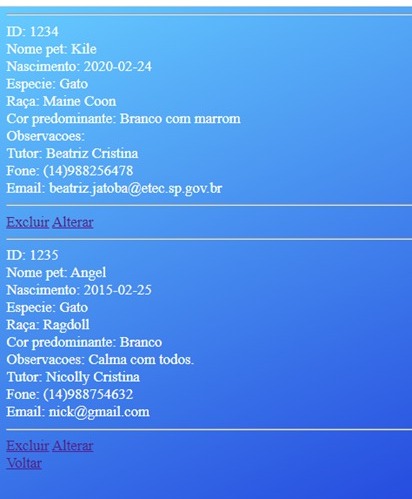 ID: 1234
Nome pet: Kile
Nascimento: 2020-02-24
Especie: Gato
Raça: Maine Coon
Cor predominante: Branco com marrom
Observacoes:
Tutor: Beatriz Cristina
Fone: (14)988256478
Email: beatriz.jatoba@etec.sp.gov.br
Excluir Alterar
ID: 1235
Nome pet: Angel
Nascimento: 2015-02-25
Especie: Gato
Raça: Ragdoll
Cor predominante: Branco
Observacoes: Calma com todos.
Tutor: Nicolly Cristina
Fone: (14)988754632
Email: nick@gmail.com
Excluir Alterar
Voltar